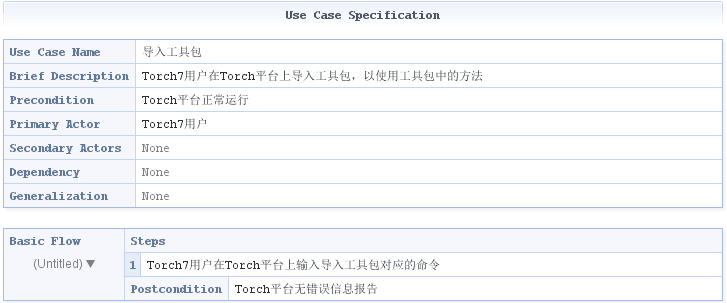 Use Case Specification
Use Case Name 导入工具包
Brief Description Torch7用户在Torch平台上导入工具包，以使用工具包中的方法
Precondition Torch平台正常运行
Primary Actor Torch7用户
Secondary Actors None
Dependency None
Generalization None
Basic Flow Steps
(Untitled) ▼
1 Torch7用户在Torch平台上输入导入工具包对应的命令
Postcondition Torch平台无错误信息报告